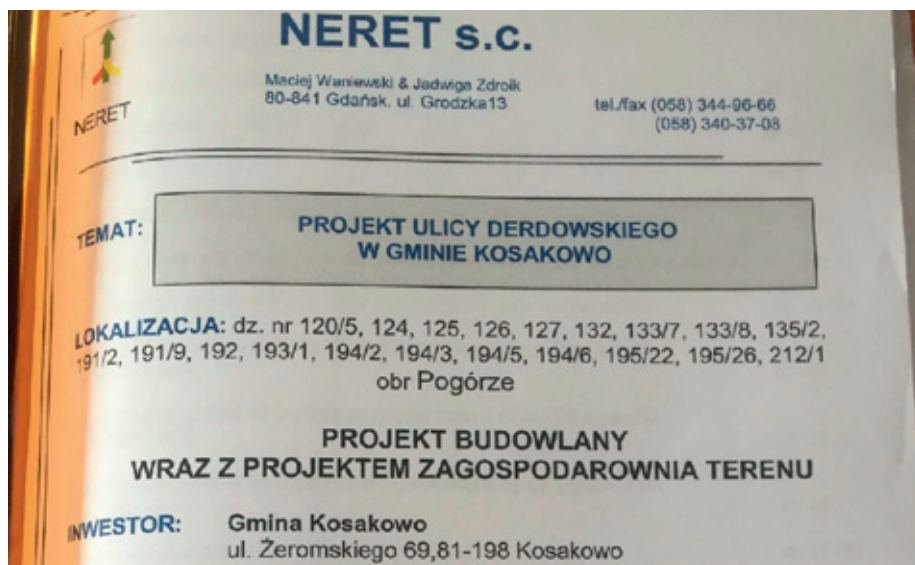 NERET s.c.
NERET
Maciej Waniewski & Jadwiga Zdroik
80-841 Gdańsk, ul. Grodzka13
tel./fax (058) 344-96-66
(058) 340-37-08
TEMAT:
PROJEKT ULICY DERDOWSKIEGO
W GMINIE KOSAKOWO
LOKALIZACJA: dz. nr 120/5, 124, 125, 126, 127, 132, 133/7, 133/8, 135/2,
191/2, 191/9, 192, 193/1, 194/2, 194/3, 194/5, 194/6, 195/22, 195/26, 212/1
obr Pogórze
PROJEKT BUDOWLANY
WRAZ Z PROJEKTEM ZAGOSPODAROWNIA TERENU
INWESTOR: Gmina Kosakowo
ul. Żeromskiego 69,81-198 Kosakowo